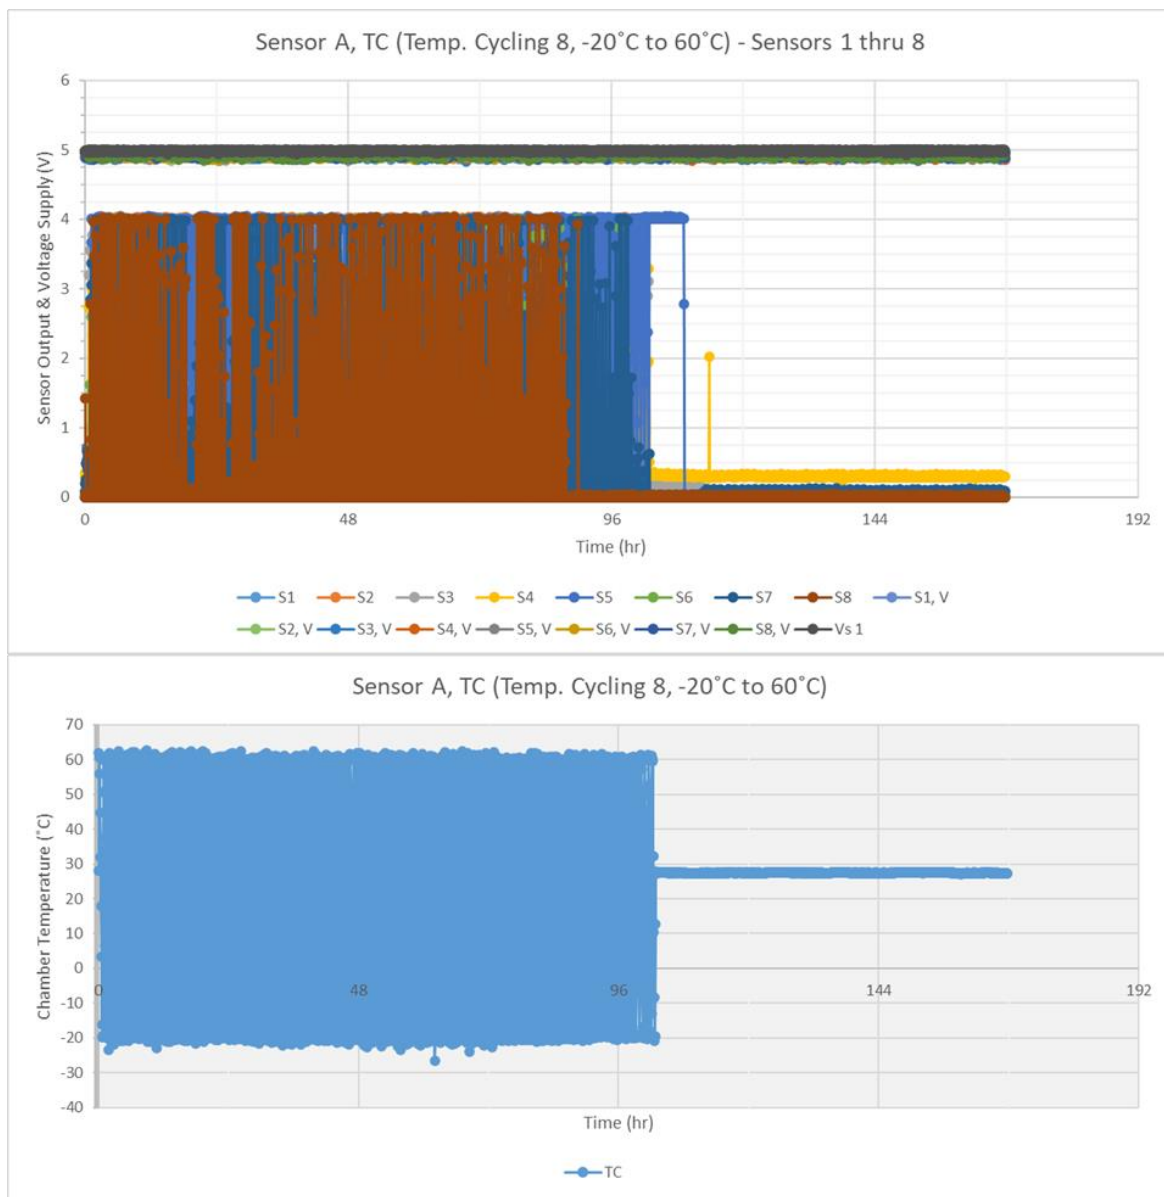 Sensor A, TC (Temp. Cycling 8, -20˚C to 60˚C) - Sensors 1 thru 8
Sensor Output & Voltage Supply (V)
6
5
4
3
2
1
0
0 48 96 144 192
Time (hr)
S1 S2 S3 S4 S5 S6 S7 S8 S1, V
S2, V S3, V S4, V S5, V S6, V S7, V S8, V Vs 1
Sensor A, TC (Temp. Cycling 8, -20˚C to 60˚C)
Chamber Temperature (˚C)
70
60
50
40
30
20
10
0
0 48 96 144 192
-10
-20
-30
-40
Time (hr)
TC